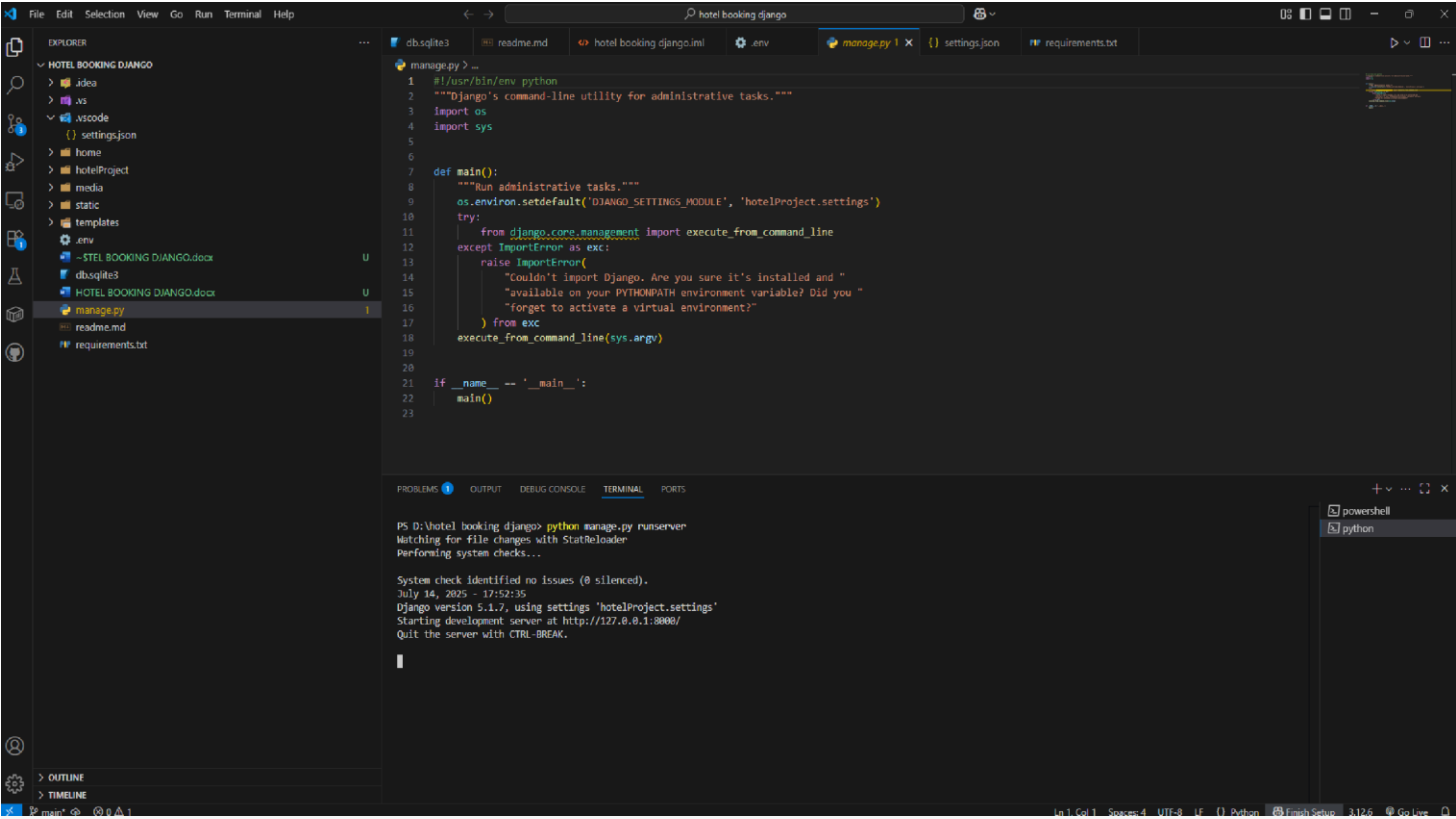 File Edit Selection View Go Run Terminal Help
hotel booking django
EXPLORER
HOTEL BOOKING DJANGO
.idea
.vs
.vscode
{} settings.json
home
hotelProject
media
static
templates
.env
~$TEL BOOKING DJANGO.docx U
db.sqlite3
HOTEL BOOKING DJANGO.docx U
manage.py 1
readme.md
requirements.txt
OUTLINE
TIMELINE
3
1
db.sqlite3 readme.md hotel booking django.iml .env manage.py 1 {} settings.json requirements.txt
manage.py > ...
1 #!/usr/bin/env python
2 """Django's command-line utility for administrative tasks."""
3 import os
4 import sys
5
6
7 def main():
8 """Run administrative tasks."""
9 os.environ.setdefault('DJANGO_SETTINGS_MODULE', 'hotelProject.settings')
10 try:
11 from django.core.management import execute_from_command_line
12 except ImportError as exc:
13 raise ImportError(
14 "Couldn't import Django. Are you sure it's installed and "
15 "available on your PYTHONPATH environment variable? Did you "
16 "forget to activate a virtual environment?"
17 ) from exc
18 execute_from_command_line(sys.argv)
19
20
21 if __name__ == '__main__':
22 main()
23
PROBLEMS 1 OUTPUT DEBUG CONSOLE TERMINAL PORTS
PS D:\hotel booking django> python manage.py runserver
Watching for file changes with StatReloader
Performing system checks...
System check identified no issues (0 silenced).
July 14, 2025 - 17:52:35
Django version 5.1.7, using settings 'hotelProject.settings'
Starting development server at http://127.0.0.1:8000/
Quit the server with CTRL-BREAK.
powershell
python
main* 0 1 Ln 1, Col 1 Spaces: 4 UTF-8 LF {} Python Finish Setup 3.12.6 Go Live